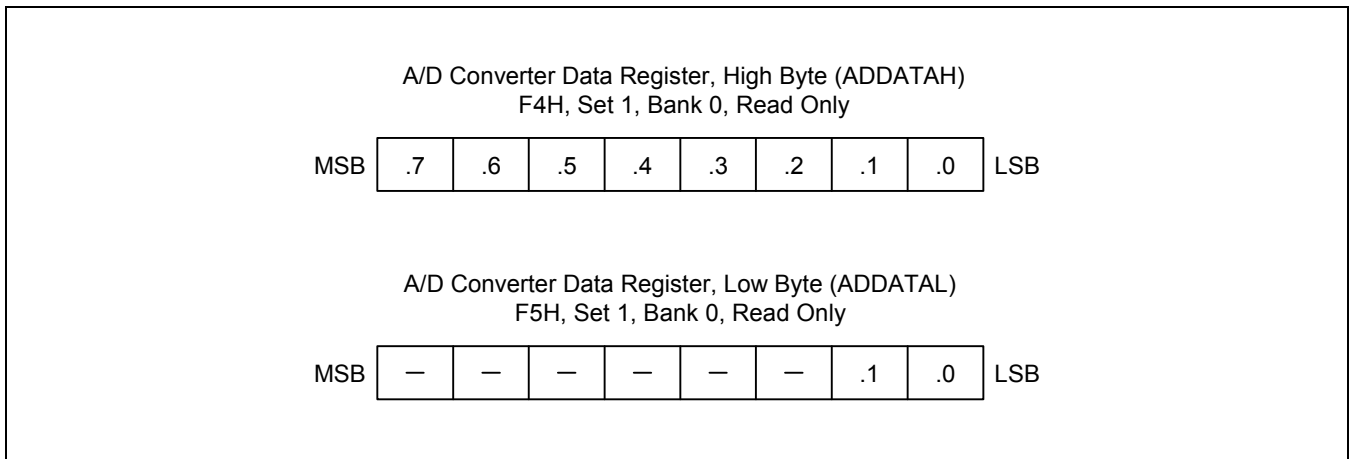 A/D Converter Data Register, High Byte (ADDATAH)
F4H, Set 1, Bank 0, Read Only
MSB .7 .6 .5 .4 .3 .2 .1 .0 LSB
A/D Converter Data Register, Low Byte (ADDATAL)
F5H, Set 1, Bank 0, Read Only
MSB – – – – – – .1 .0 LSB